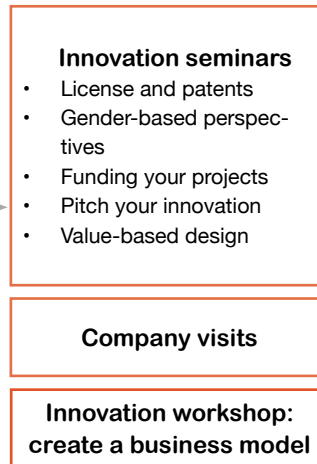 Innovation seminars
• License and patents
• Gender-based perspec-
tives
• Funding your projects
• Pitch your innovation
• Value-based design
Company visits
Innovation workshop:
create a business model